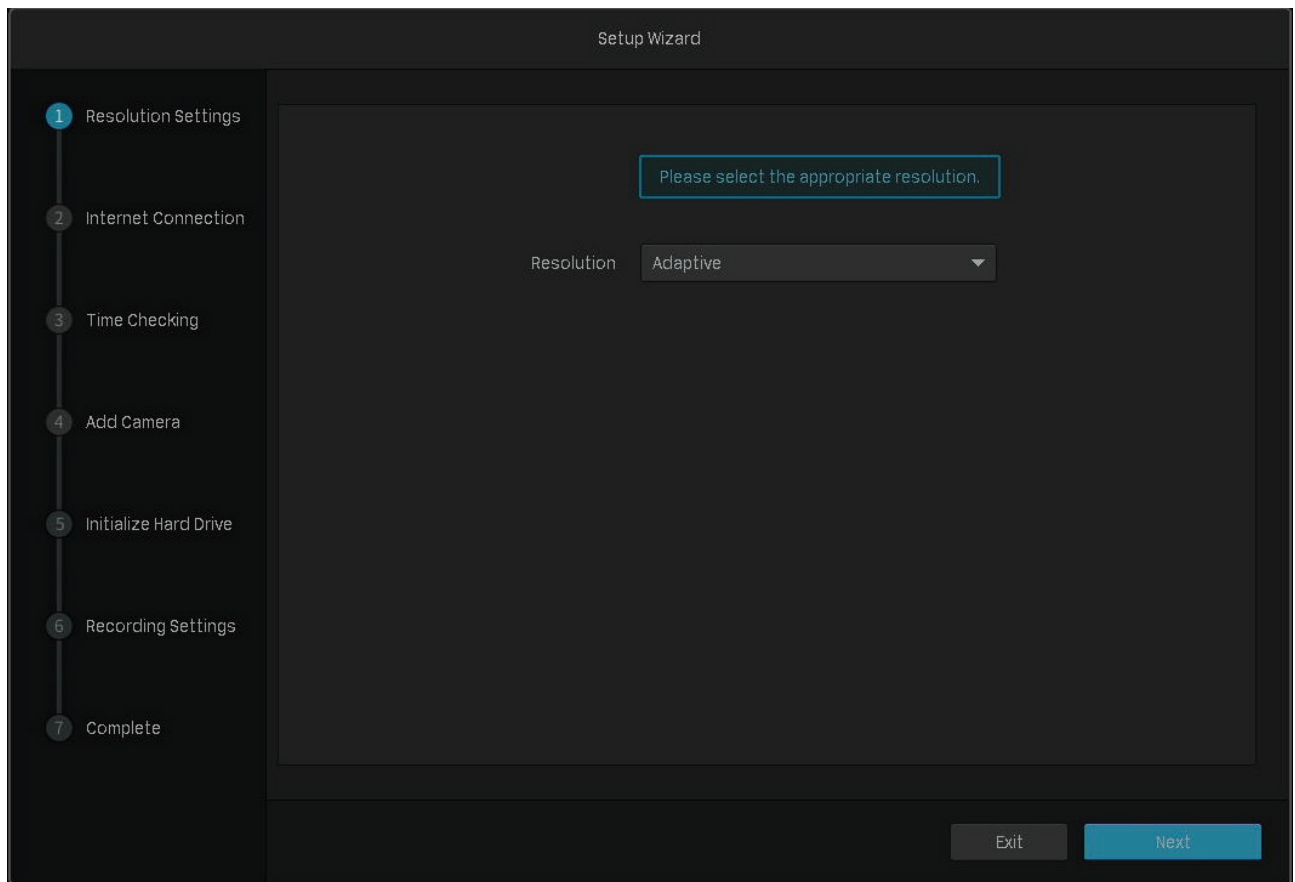 Setup Wizard
1 Resolution Settings
2 Internet Connection
3 Time Checking
4 Add Camera
5 Initialize Hard Drive
6 Recording Settings
7 Complete
Please select the appropriate resolution.
Resolution Adaptive
Exit Next